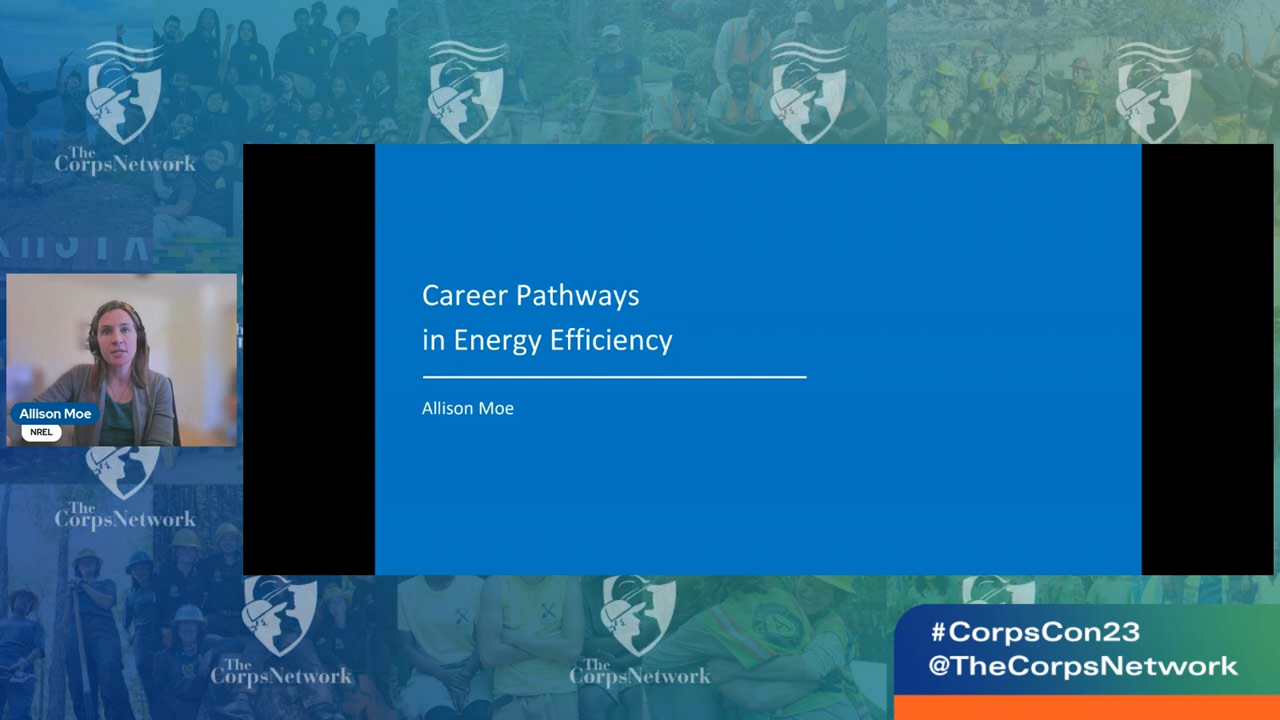 The
CorpsNetwork
Career Pathways
in Energy Efficiency
Allison Moe
Allison Moe
NREL
The
CorpsNetwork
The
CorpsNetwork
The
CorpsNetwork
#CorpsCon23
@TheCorpsNetwork